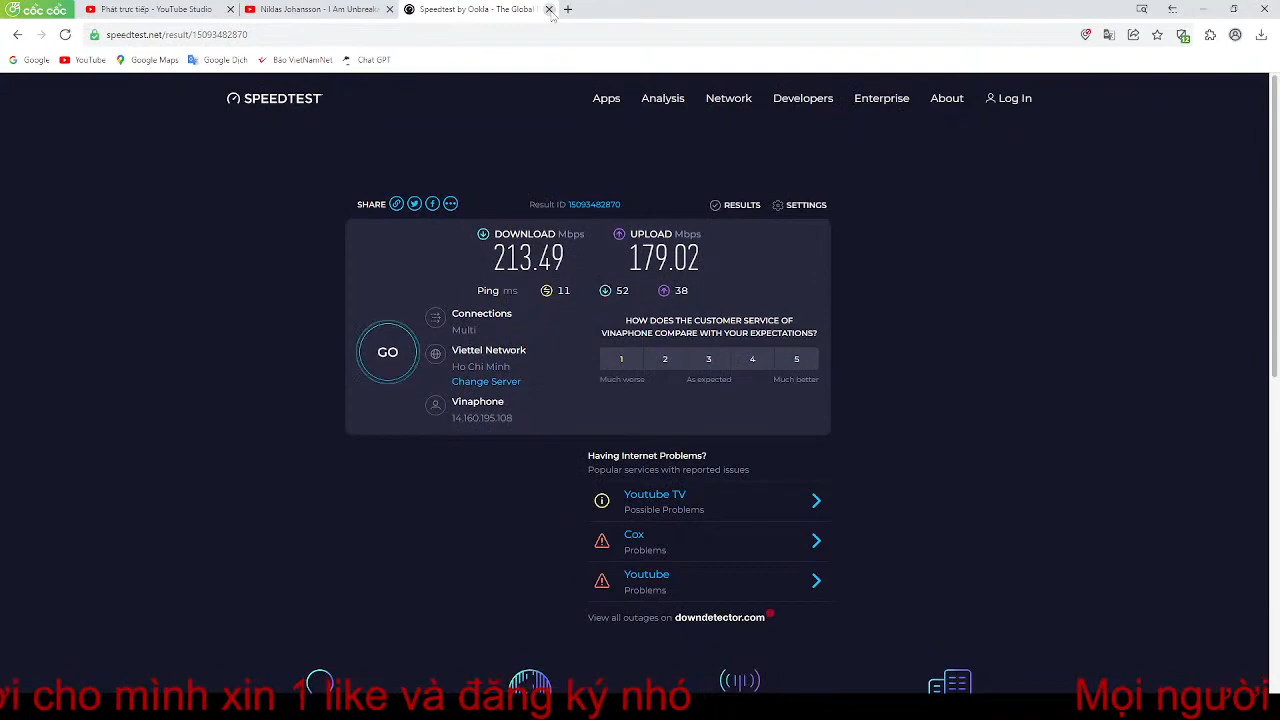 cốc cốc
Phát trực tiếp - YouTube Studio
Niklas Johansson - I Am Unbreak
Speedtest by Ookla - The Global
speedtest.net/result/15093482870
Google
YouTube
Google Maps
Google Dịch
Báo VietNamNet
Chat GPT
SPEEDTEST
Apps
Analysis
Network
Developers
Enterprise
About
Log In
SHARE
Result ID 15093482870
RESULTS
SETTINGS
DOWNLOAD Mbps
213.49
UPLOAD Mbps
179.02
Ping ms
11
52
38
GO
Connections
Multi
Viettel Network
Ho Chi Minh
Change Server
Vinaphone
14.160.195.108
HOW DOES THE CUSTOMER SERVICE OF
VINAPHONE COMPARE WITH YOUR EXPECTATIONS?
1 2 3 4 5
Much worse
As expected
Much better
Having Internet Problems?
Popular services with reported issues
Youtube TV
Possible Problems
Cox
Problems
Youtube
Problems
View all outages on downdetector.com
cho mình xin 1 like và đăng ký nhó
Mọi người